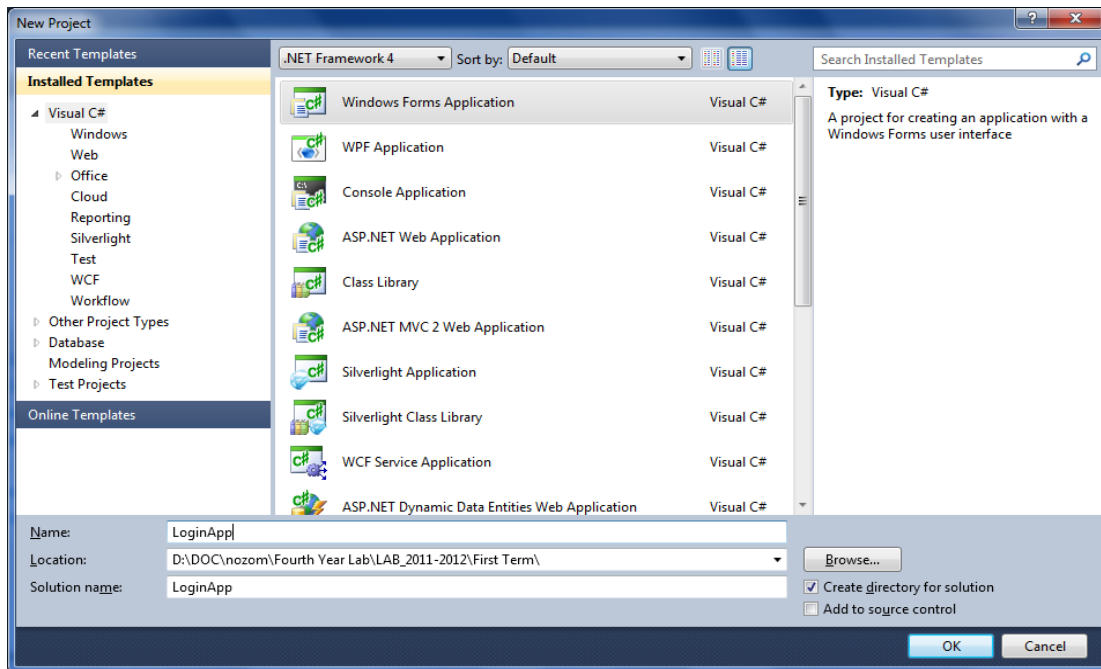 New Project
Recent Templates
Installed Templates
Visual C#
Windows
Web
Office
Cloud
Reporting
Silverlight
Test
WCF
Workflow
Other Project Types
Database
Modeling Projects
Test Projects
Online Templates
.NET Framework 4 Sort by: Default
Windows Forms Application Visual C#
WPF Application Visual C#
Console Application Visual C#
ASP.NET Web Application Visual C#
Class Library Visual C#
ASP.NET MVC 2 Web Application Visual C#
Silverlight Application Visual C#
Silverlight Class Library Visual C#
WCF Service Application Visual C#
ASP.NET Dynamic Data Entities Web Application Visual C#
Search Installed Templates
Type: Visual C#
A project for creating an application with a
Windows Forms user interface
Name: LoginApp
Location: D:\DOC\nozom\Fourth Year Lab\LAB_2011-2012\First Term\ Browse...
Solution name: LoginApp
Create directory for solution
Add to source control
OK Cancel